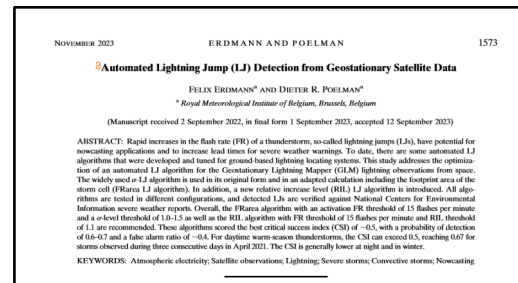 NOVEMBER 2023 ERDMANN AND POELMAN 1573
Automated Lightning Jump (LJ) Detection from Geostationary Satellite Data
FELIX ERDMANNᵃ AND DIETER R. POELMANᵃ
ᵃ Royal Meteorological Institute of Belgium, Brussels, Belgium
(Manuscript received 2 September 2022, in final form 1 September 2023, accepted 12 September 2023)
ABSTRACT: Rapid increases in the flash rate (FR) of a thunderstorm, so-called lightning jumps (LJs), have potential for
nowcasting applications and to increase lead times for severe weather warnings. To date, there are some automated LJ
algorithms that were developed and tuned for ground-based lightning locating systems. This study addresses the optimiza-
tion of an automated LJ algorithm for the Geostationary Lightning Mapper (GLM) lightning observations from space.
The widely used σ-LJ algorithm is used in its original form and in an adapted calculation including the footprint area of the
storm cell (FRarea LJ algorithm). In addition, a new relative increase level (RIL) LJ algorithm is introduced. All algo-
rithms are tested in different configurations, and detected LJs are verified against National Centers for Environmental
Information severe weather reports. Overall, the FRarea algorithm with an activation FR threshold of 15 flashes per minute
and a σ-level threshold of 1.0–1.5 as well as the RIL algorithm with FR threshold of 15 flashes per minute and RIL threshold
of 1.1 are recommended. These algorithms scored the best critical success index (CSI) of ~0.5, with a probability of detection
of 0.6–0.7 and a false alarm ratio of ~0.4. For daytime warm-season thunderstorms, the CSI can exceed 0.5, reaching 0.67 for
storms observed during three consecutive days in April 2021. The CSI is generally lower at night and in winter.
KEYWORDS: Atmospheric electricity; Satellite observations; Lightning; Severe storms; Convective storms; Nowcasting